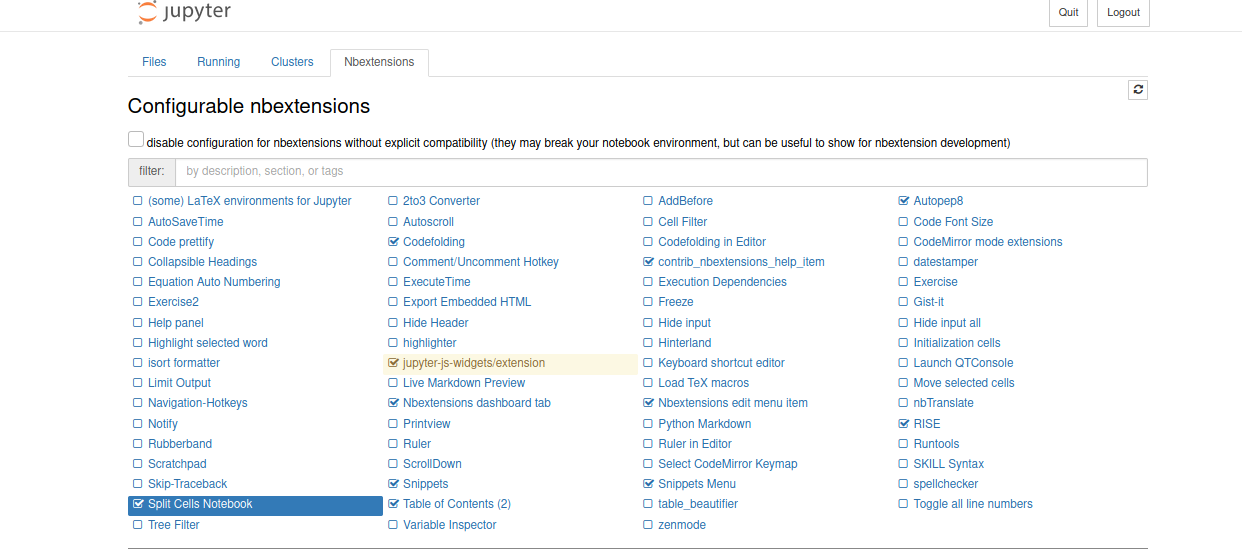 jupyter Quit Logout
Files Running Clusters Nbextensions
Configurable nbextensions
disable configuration for nbextensions without explicit compatibility (they may break your notebook environment, but can be useful to show for nbextension development)
filter: by description, section, or tags
(some) LaTeX environments for Jupyter 2to3 Converter AddBefore Autopep8
AutoSaveTime Autoscroll Cell Filter Code Font Size
Code prettify Codefolding Codefolding in Editor CodeMirror mode extensions
Collapsible Headings Comment/Uncomment Hotkey contrib_nbextensions_help_item datestamper
Equation Auto Numbering ExecuteTime Execution Dependencies Exercise
Exercise2 Export Embedded HTML Freeze Gist-it
Help panel Hide Header Hide input Hide input all
Highlight selected word highlighter Hinterland Initialization cells
isort formatter jupyter-js-widgets/extension Keyboard shortcut editor Launch QTConsole
Limit Output Live Markdown Preview Load TeX macros Move selected cells
Navigation-Hotkeys Nbextensions dashboard tab Nbextensions edit menu item nbTranslate
Notify Printview Python Markdown RISE
Rubberband Ruler Ruler in Editor Runtools
Scratchpad ScrollDown Select CodeMirror Keymap SKILL Syntax
Skip-Traceback Snippets Snippets Menu spellchecker
Split Cells Notebook Table of Contents (2) table_beautifier Toggle all line numbers
Tree Filter Variable Inspector zenmode